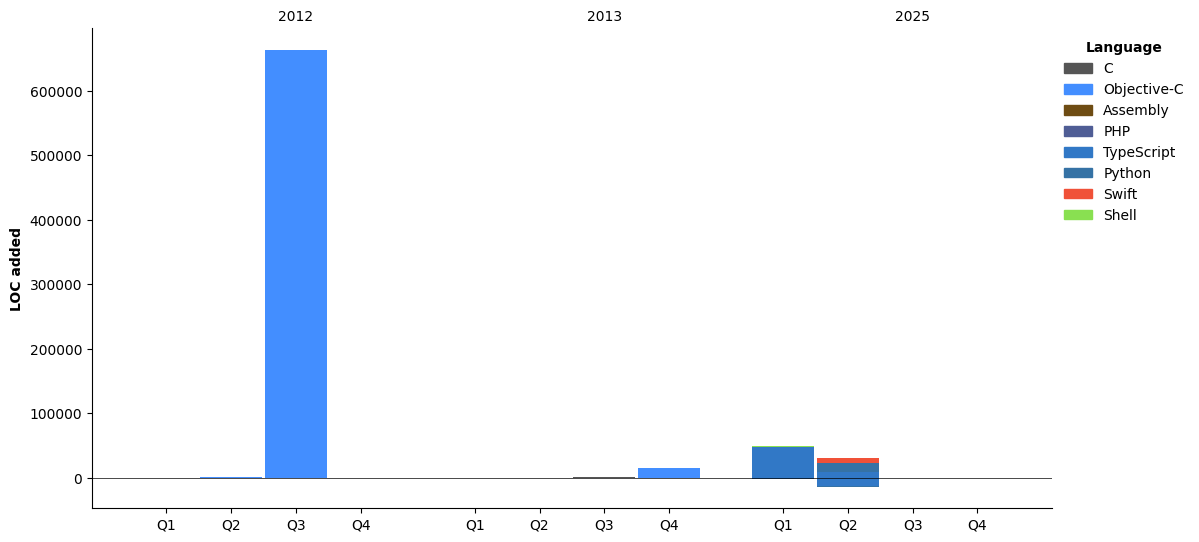 2012 2013 2025
Language
C
Objective-C
Assembly
PHP
TypeScript
Python
Swift
Shell
LOC added
600000
500000
400000
300000
200000
100000
0
Q1 Q2 Q3 Q4 Q1 Q2 Q3 Q4 Q1 Q2 Q3 Q4